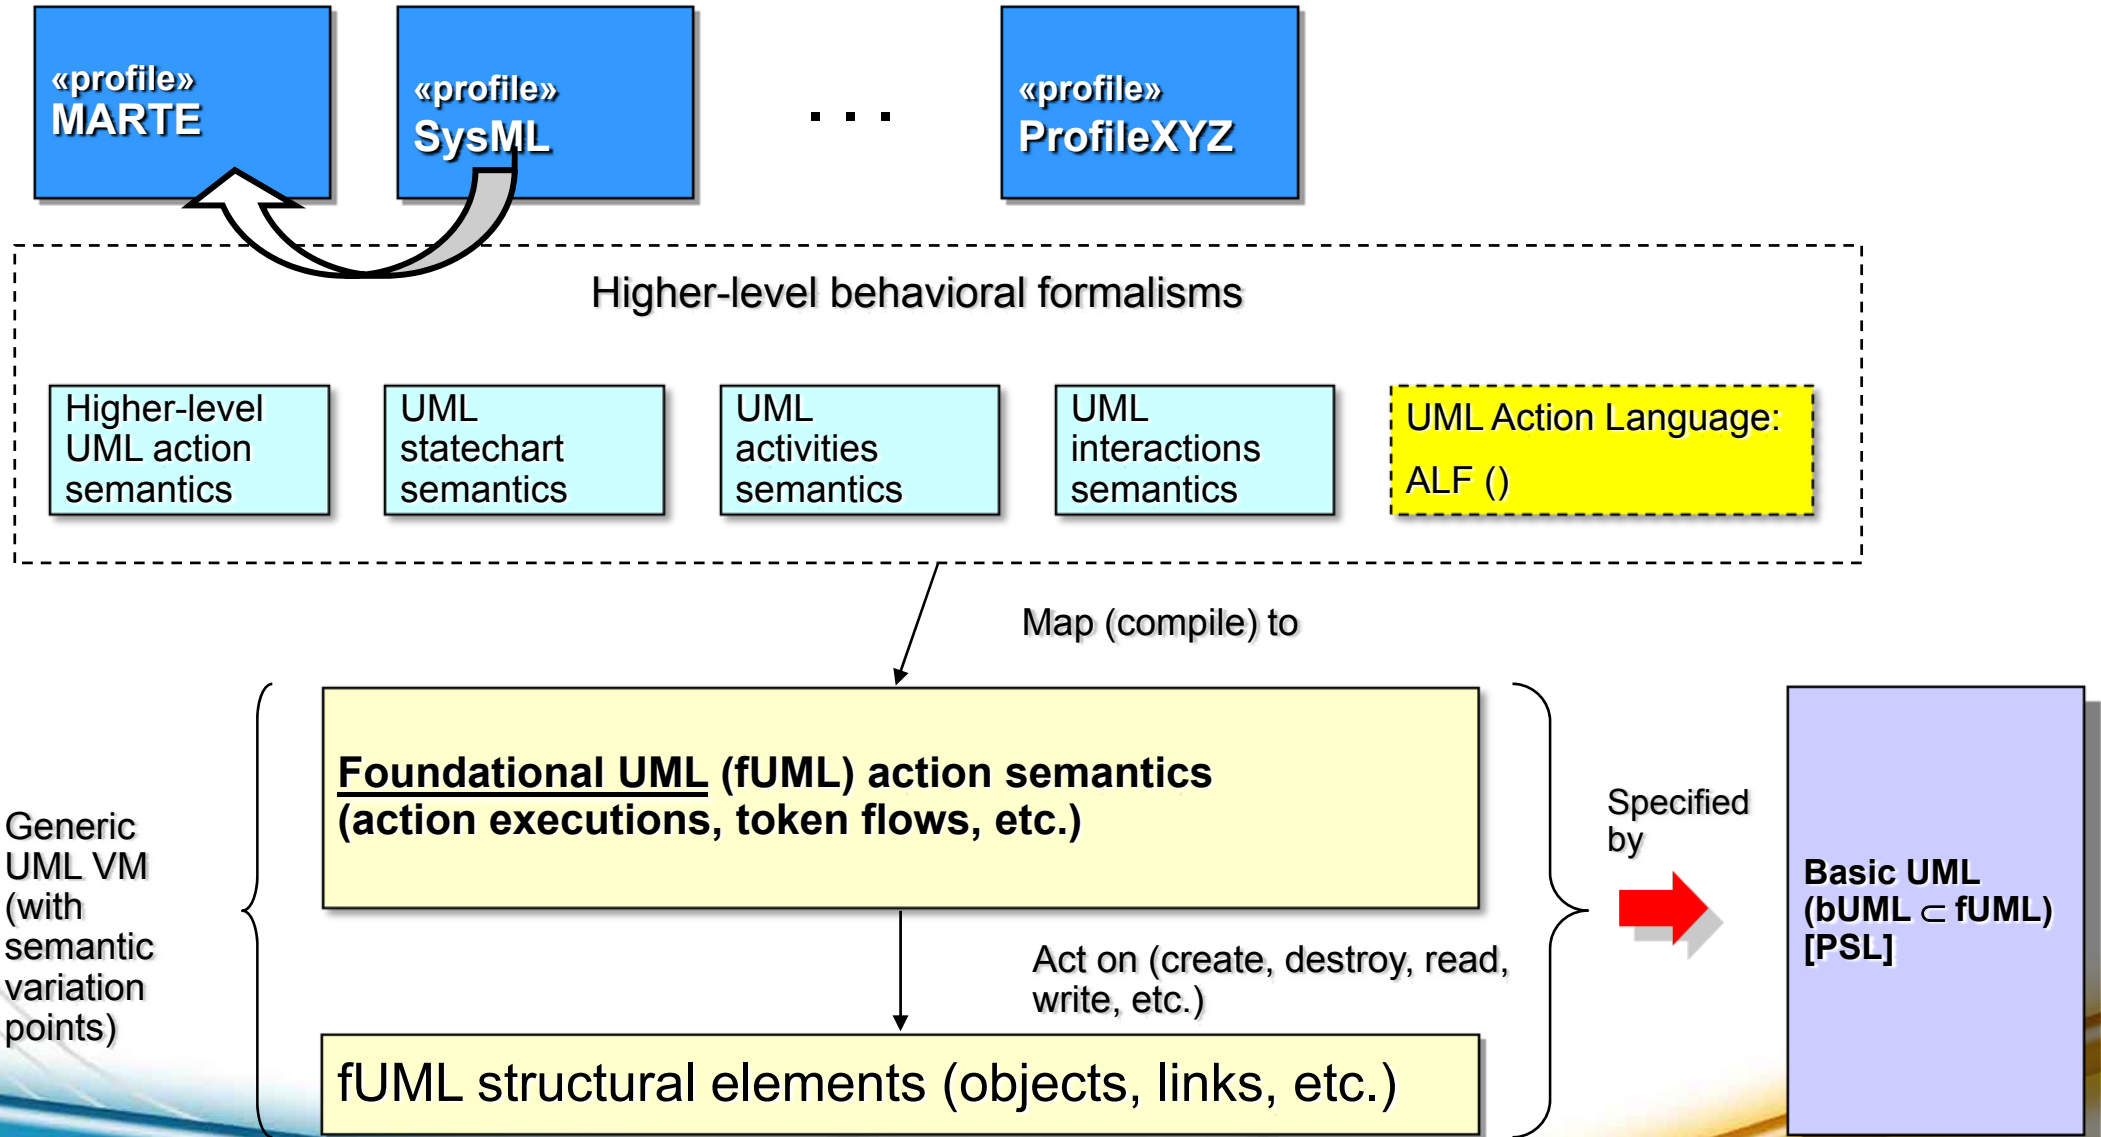 «profile»
MARTE
«profile»
SysML
. . .
«profile»
ProfileXYZ
Higher-level behavioral formalisms
Higher-level
UML action
semantics
UML
statechart
semantics
UML
activities
semantics
UML
interactions
semantics
UML Action Language:
ALF ()
Map (compile) to
Generic
UML VM
(with
semantic
variation
points)
Foundational UML (fUML) action semantics
(action executions, token flows, etc.)
Act on (create, destroy, read,
write, etc.)
fUML structural elements (objects, links, etc.)
Specified
by
Basic UML
(bUML ⊂ fUML)
[PSL]